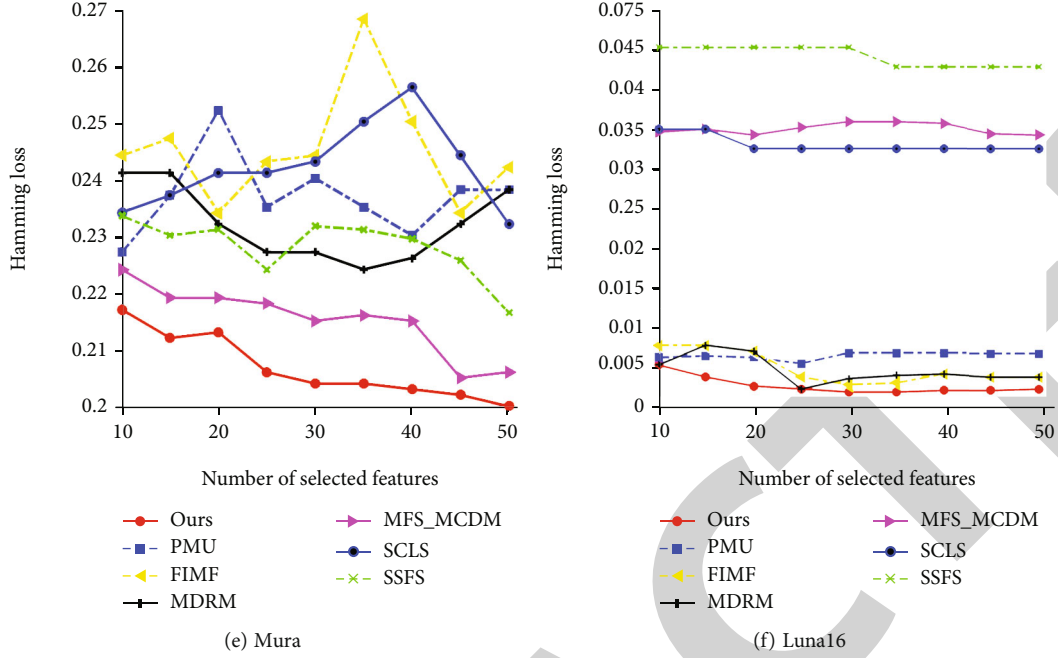 0.27
0.26
0.25
0.24
0.23
0.22
0.21
0.2
Hamming loss
10
20
30
40
50
Number of selected features
Ours
PMU
FIMF
MDRM
MFS_MCDM
SCLS
SSFS
(e) Mura
0.075
0.045
0.04
0.035
0.03
0.25
0.02
0.015
0.01
0.005
0
Hamming loss
10
20
30
40
50
Number of selected features
Ours
PMU
FIMF
MDRM
MFS_MCDM
SCLS
SSFS
(f) Luna16